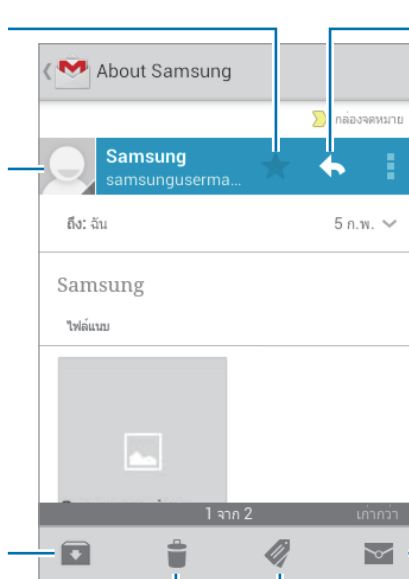 About Samsung
กล่องจดหมาย
Samsung
samsunguserma...
ถึง: ฉัน 5 ก.พ.
Samsung
ไฟล์แนบ
1 จาก 2 เก่ากว่า